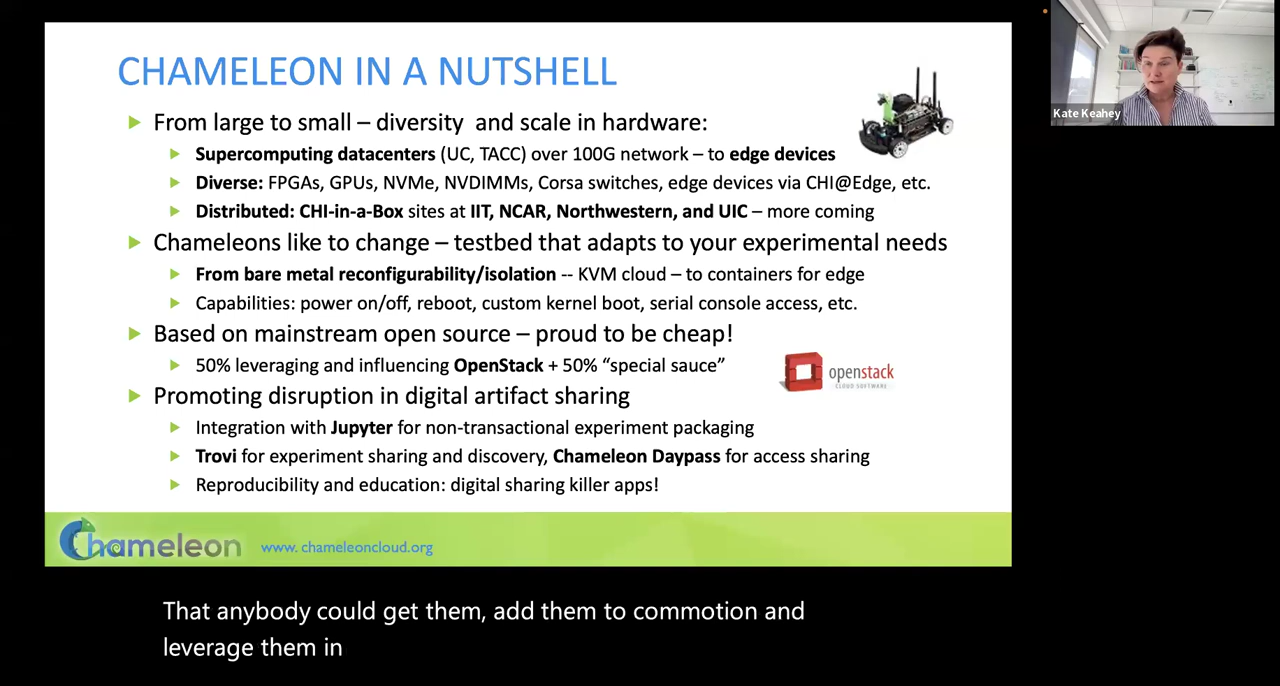 CHAMELEON IN A NUTSHELL
From large to small – diversity and scale in hardware:
Supercomputing datacenters (UC, TACC) over 100G network – to edge devices
Diverse: FPGAs, GPUs, NVMe, NVDIMMs, Corsa switches, edge devices via CHI@Edge, etc.
Distributed: CHI-in-a-Box sites at IIT, NCAR, Northwestern, and UIC – more coming
Chameleons like to change – testbed that adapts to your experimental needs
From bare metal reconfigurability/isolation -- KVM cloud – to containers for edge
Capabilities: power on/off, reboot, custom kernel boot, serial console access, etc.
Based on mainstream open source – proud to be cheap!
50% leveraging and influencing OpenStack + 50% “special sauce”
openstack
CLOUD SOFTWARE
Promoting disruption in digital artifact sharing
Integration with Jupyter for non-transactional experiment packaging
Trovi for experiment sharing and discovery, Chameleon Daypass for access sharing
Reproducibility and education: digital sharing killer apps!
Chameleon
www. chameleoncloud.org
Kate Keahey
That anybody could get them, add them to commotion and
leverage them in